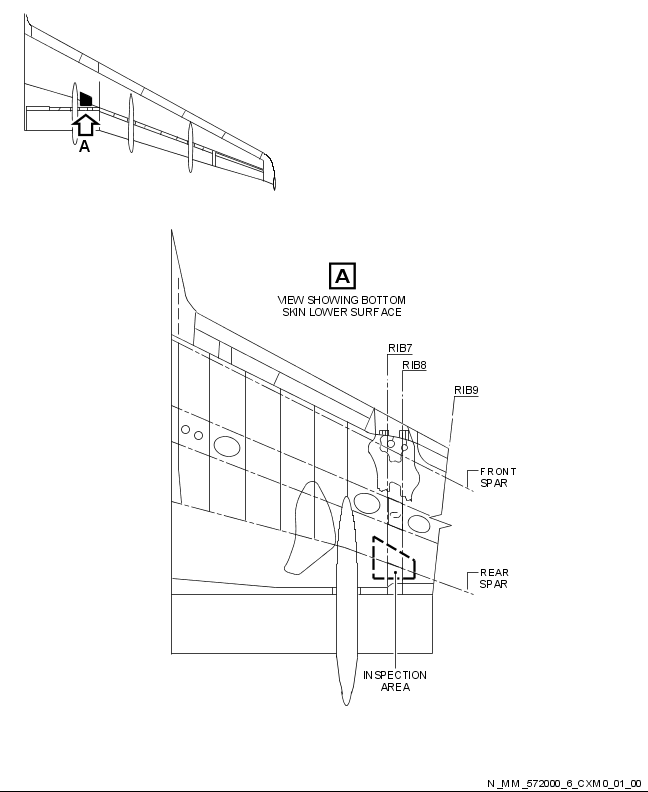 A
A
VIEW SHOWING BOTTOM
SKIN LOWER SURFACE
RIB7
RIB8
RIB9
FRONT
SPAR
REAR
SPAR
INSPECTION
AREA
N_MM_572000_6_CXM0_01_00